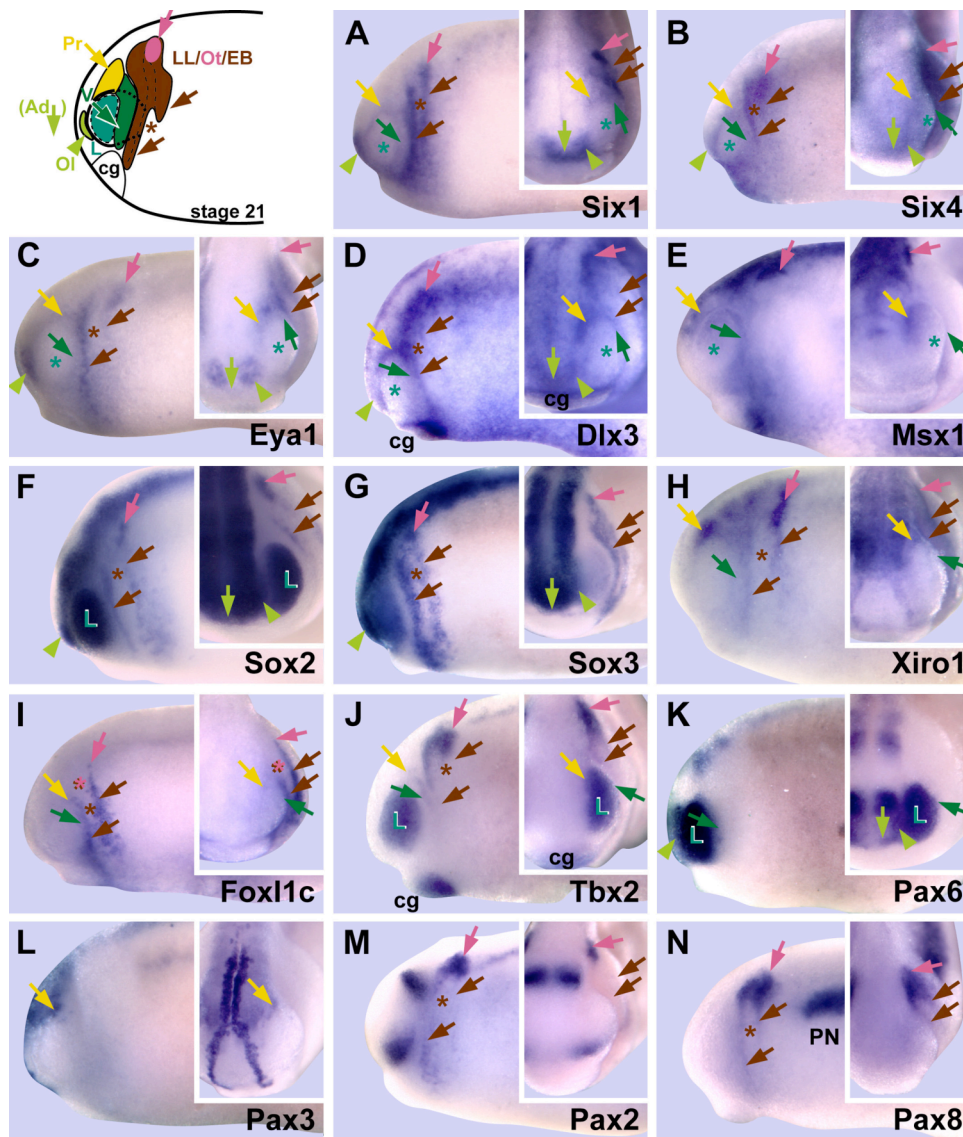 Pr
LL/Ot/EB
V
(Ad)
L
Ol
cg
stage 21
A
Six1
B
Six4
C
Eya1
D
cg
cg
Dlx3
E
Msx1
F
L
L
Sox2
G
Sox3
H
Xiro1
I
FoxI1c
J
L
L
cg
cg
Tbx2
K
L
L
Pax6
L
Pax3
M
Pax2
N
PN
Pax8